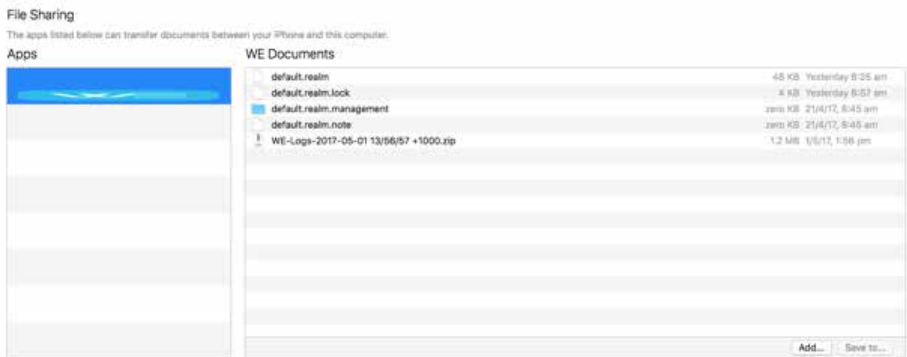 File Sharing
The apps listed below can transfer documents between your iPhone and this computer.
Apps
WE Documents
default.realm 48 KB Yesterday 8:25 am
default.realm.lock 4 KB Yesterday 8:57 am
default.realm.management zero KB 21/4/17, 8:45 am
default.realm.note zero KB 21/4/17, 8:45 am
WE-Logs-2017-05-01 13/56/57 +1000.zip 1.2 MB 1/5/17, 1:56 pm
Add... Save to...